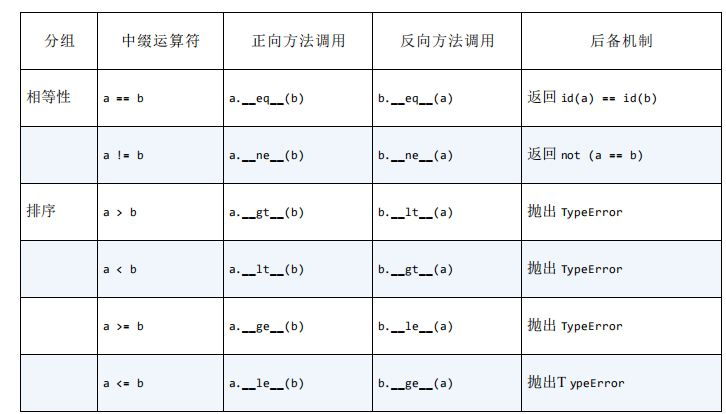 分组 中缀运算符 正向方法调用 反向方法调用 后备机制
相等性 a == b a.__eq__(b) b.__eq__(a) 返回 id(a) == id(b)
a != b a.__ne__(b) b.__ne__(a) 返回 not (a == b)
排序 a > b a.__gt__(b) b.__lt__(a) 抛出 TypeError
a < b a.__lt__(b) b.__gt__(a) 抛出 TypeError
a >= b a.__ge__(b) b.__le__(a) 抛出 TypeError
a <= b a.__le__(b) b.__ge__(a) 抛出T ypeError